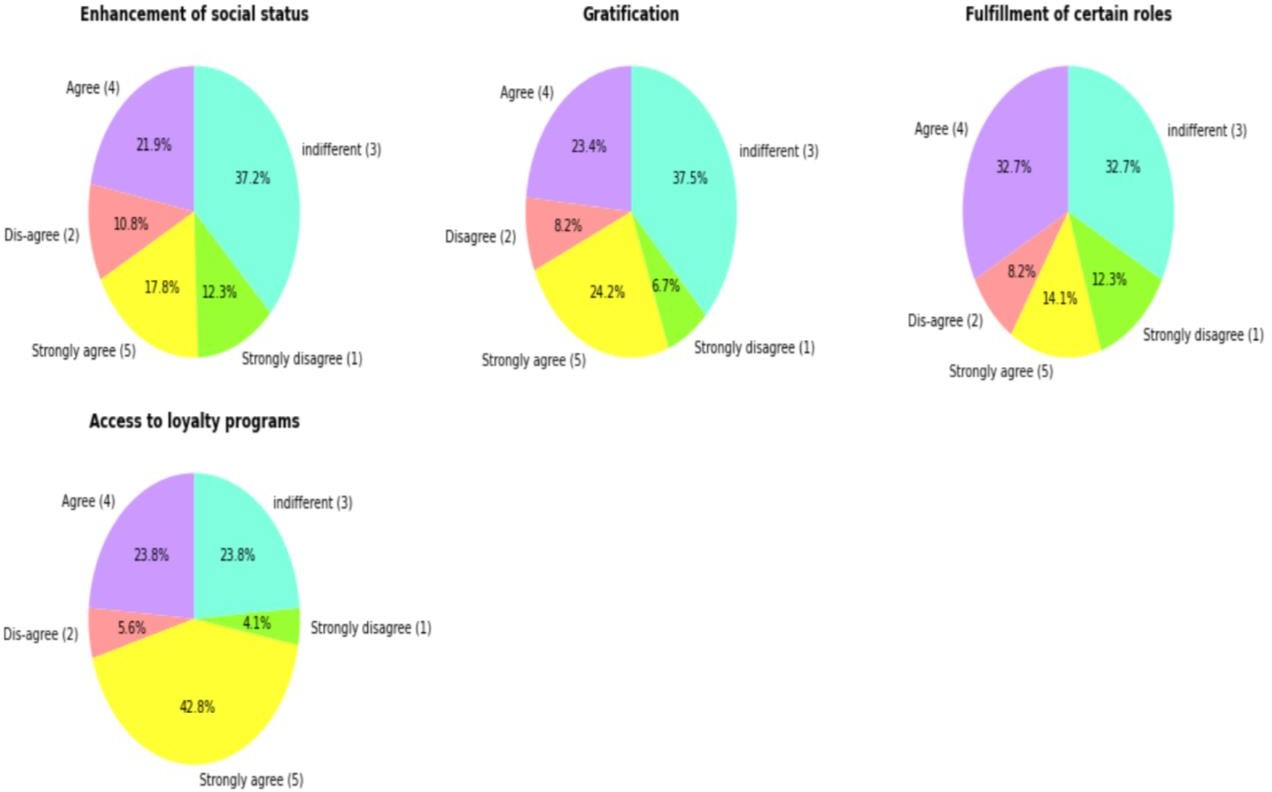 Enhancement of social status
Agree (4)
indifferent (3)
21.9%
37.2%
10.8%
Dis-agree (2)
17.8%
12.3%
Strongly agree (5)
Strongly disagree (1)
Gratification
Agree (4)
indifferent (3)
23.4%
37.5%
8.2%
Disagree (2)
24.2%
6.7%
Strongly agree (5)
Strongly disagree (1)
Fulfillment of certain roles
Agree (4)
indifferent (3)
32.7%
32.7%
8.2%
12.3%
14.1%
Dis-agree (2)
Strongly disagree (1)
Strongly agree (5)
Access to loyalty programs
Agree (4)
indifferent (3)
23.8%
23.8%
Dis-agree (2)
5.6%
4.1%
Strongly disagree (1)
42.8%
Strongly agree (5)